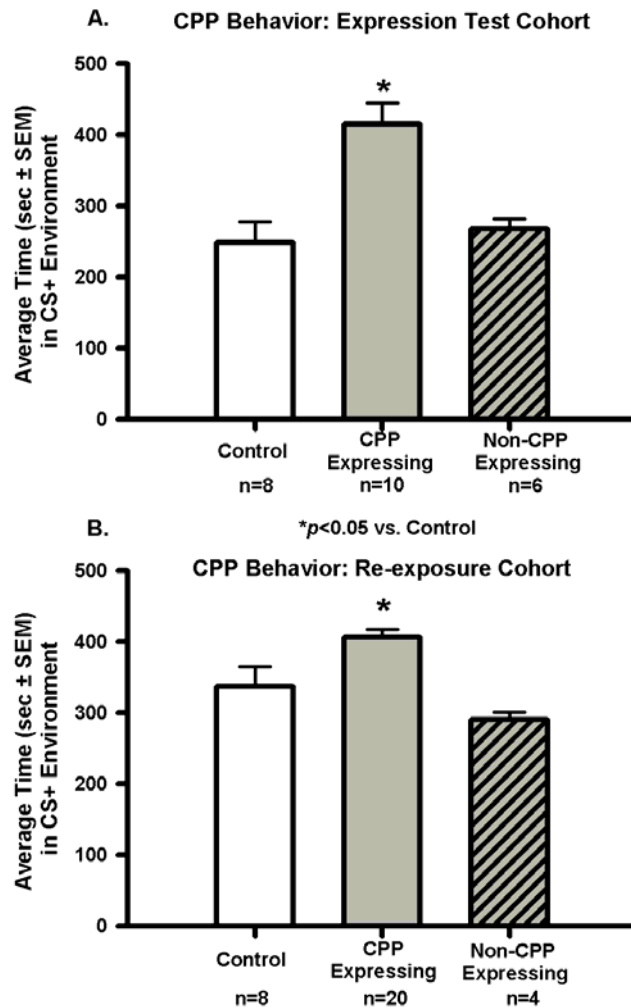 A.
CPP Behavior: Expression Test Cohort
Average Time (sec ± SEM)
in CS+ Environment
500
400
300
200
100
0
*
Control
n=8
CPP
Expressing
n=10
Non-CPP
Expressing
n=6
*p<0.05 vs. Control
B.
CPP Behavior: Re-exposure Cohort
Average Time (sec ± SEM)
in CS+ Environment
500
400
300
200
100
0
*
Control
n=8
CPP
Expressing
n=20
Non-CPP
Expressing
n=4